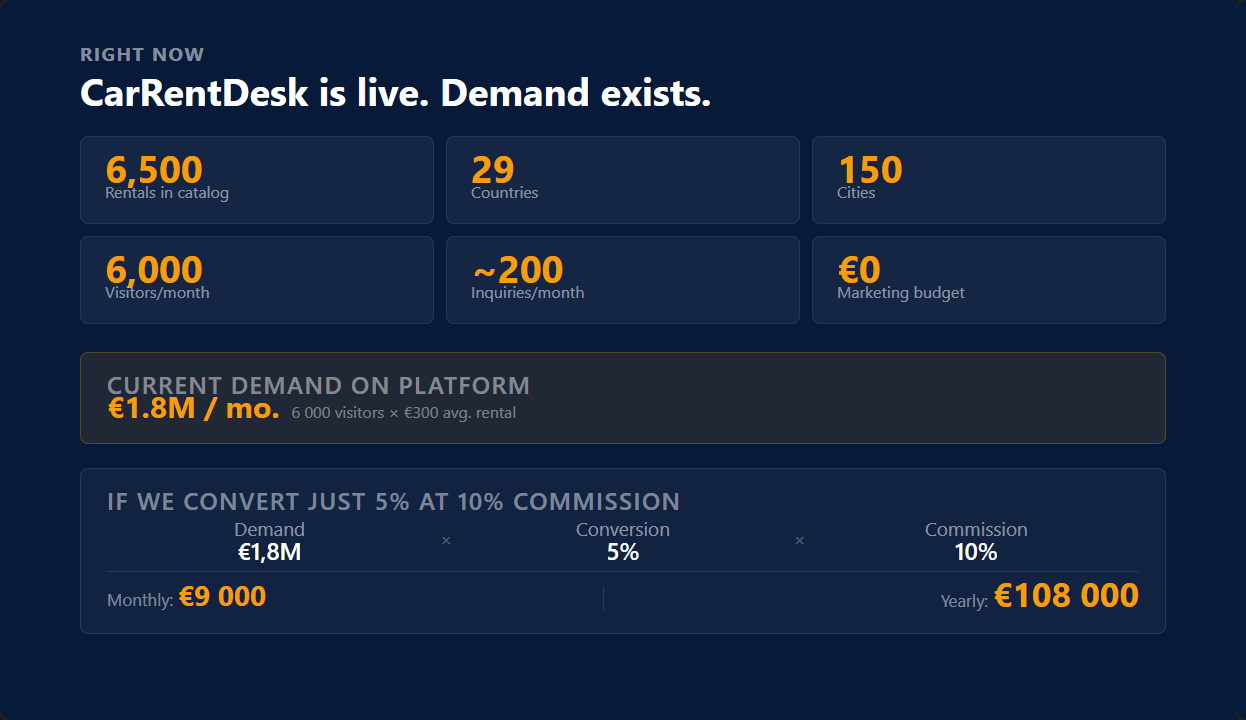 RIGHT NOW
CarRentDesk is live. Demand exists.
6,500
Rentals in catalog
29
Countries
150
Cities
6,000
Visitors/month
~200
Inquiries/month
€0
Marketing budget
CURRENT DEMAND ON PLATFORM
€1.8M / mo. 6 000 visitors × €300 avg. rental
IF WE CONVERT JUST 5% AT 10% COMMISSION
Demand
€1,8M
×
Conversion
5%
×
Commission
10%
Monthly: €9 000
Yearly: €108 000